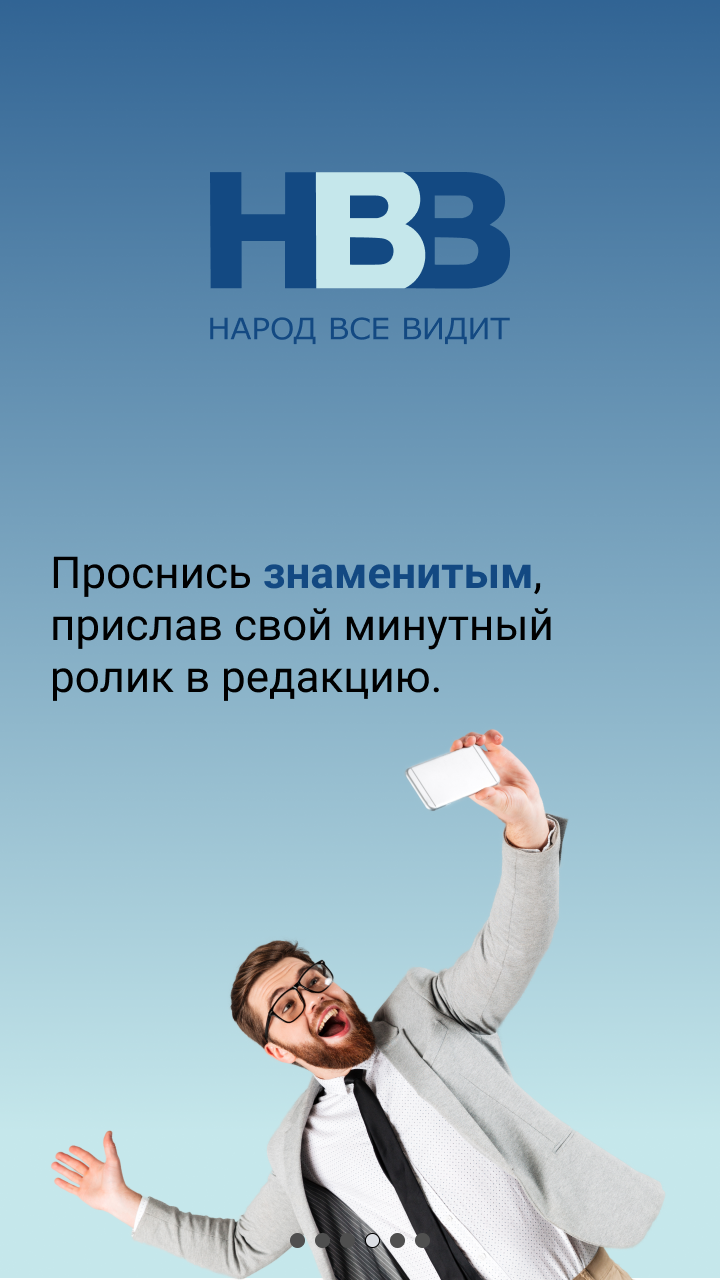 НВВ
НАРОД ВСЕ ВИДИТ
Проснись знаменитым,
прислав свой минутный
ролик в редакцию.